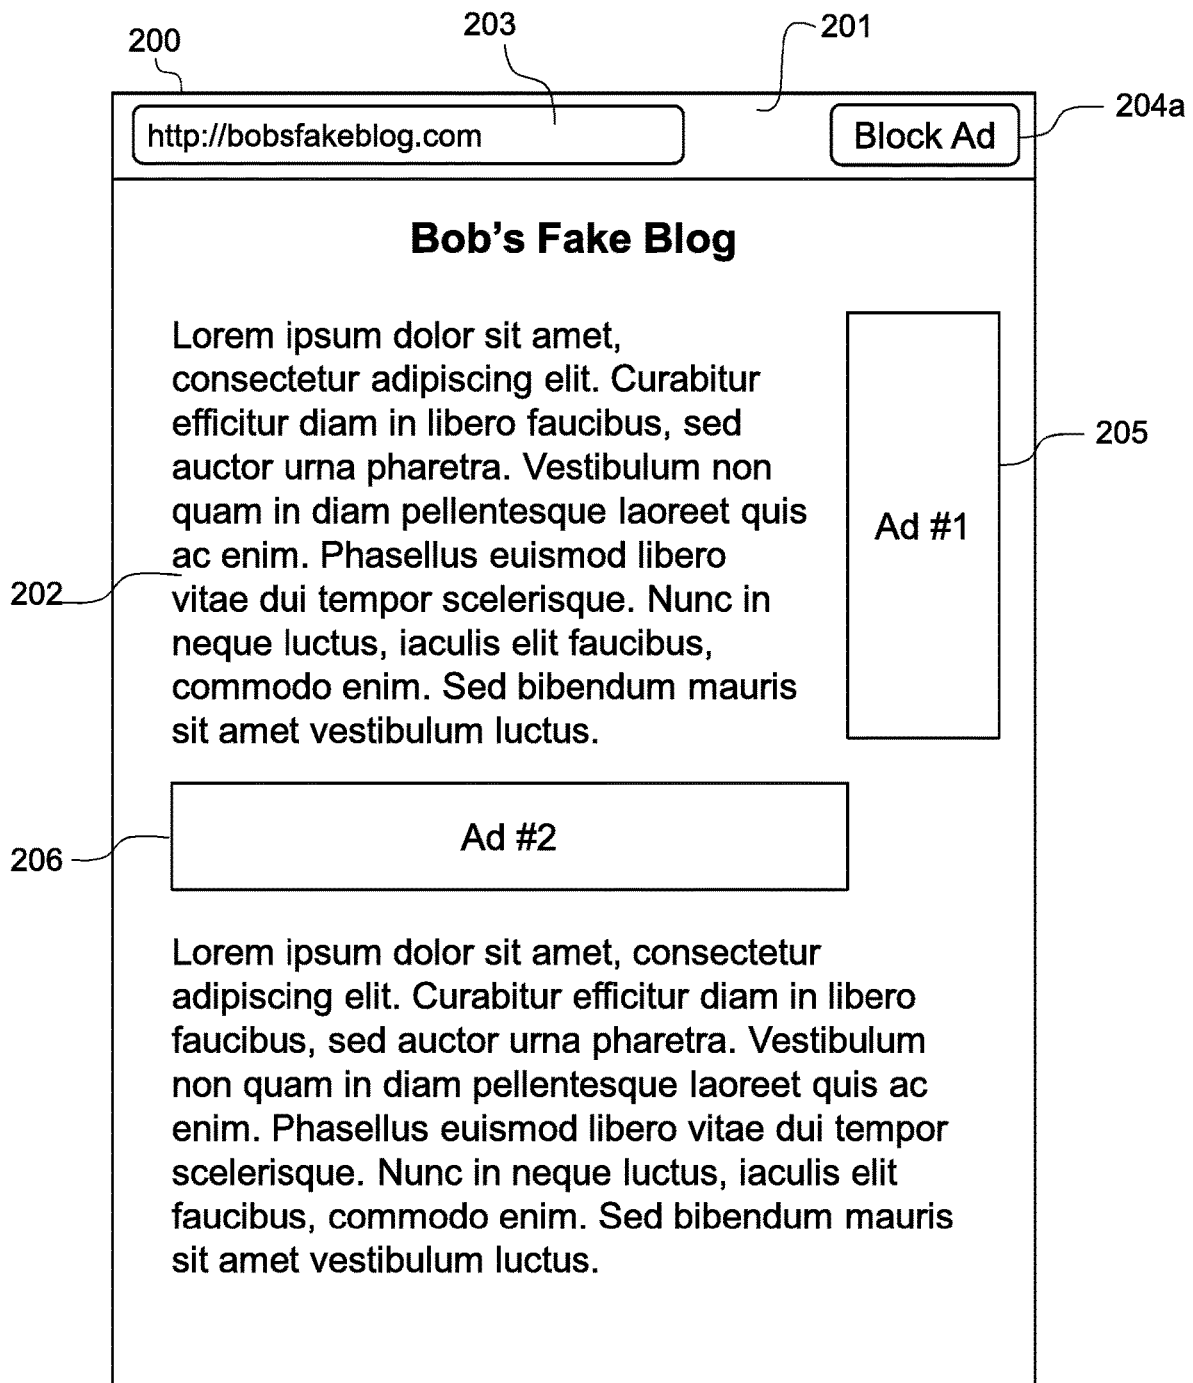 200
203
201
204a
http://bobsfakeblog.com
Block Ad
Bob’s Fake Blog
Lorem ipsum dolor sit amet,
consectetur adipiscing elit. Curabitur
efficitur diam in libero faucibus, sed
auctor urna pharetra. Vestibulum non
quam in diam pellentesque laoreet quis
ac enim. Phasellus euismod libero
vitae dui tempor scelerisque. Nunc in
neque luctus, iaculis elit faucibus,
commodo enim. Sed bibendum mauris
sit amet vestibulum luctus.
Ad #1
205
202
Ad #2
206
Lorem ipsum dolor sit amet, consectetur
adipiscing elit. Curabitur efficitur diam in libero
faucibus, sed auctor urna pharetra. Vestibulum
non quam in diam pellentesque laoreet quis ac
enim. Phasellus euismod libero vitae dui tempor
scelerisque. Nunc in neque luctus, iaculis elit
faucibus, commodo enim. Sed bibendum mauris
sit amet vestibulum luctus.